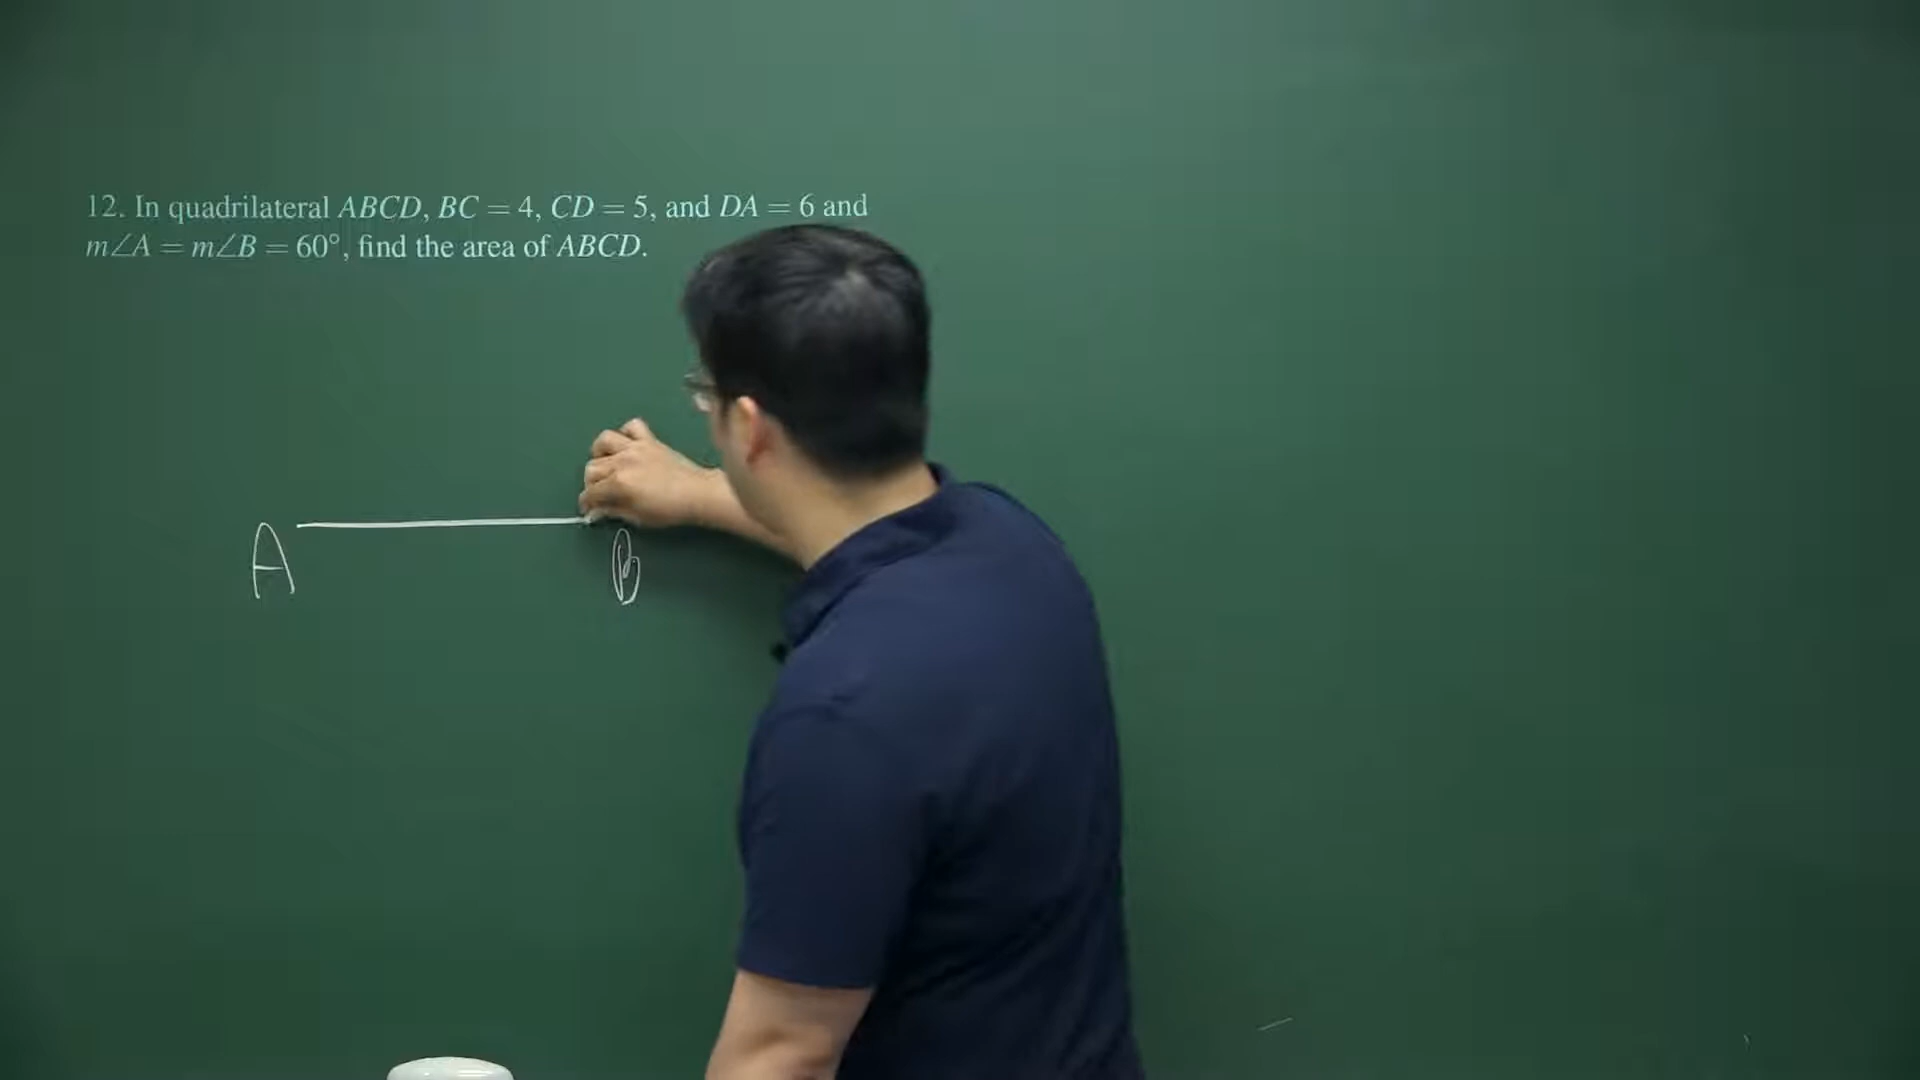 12. In quadrilateral ABCD, BC = 4, CD = 5, and DA = 6 and
m∠A = m∠B = 60°, find the area of ABCD.
A B